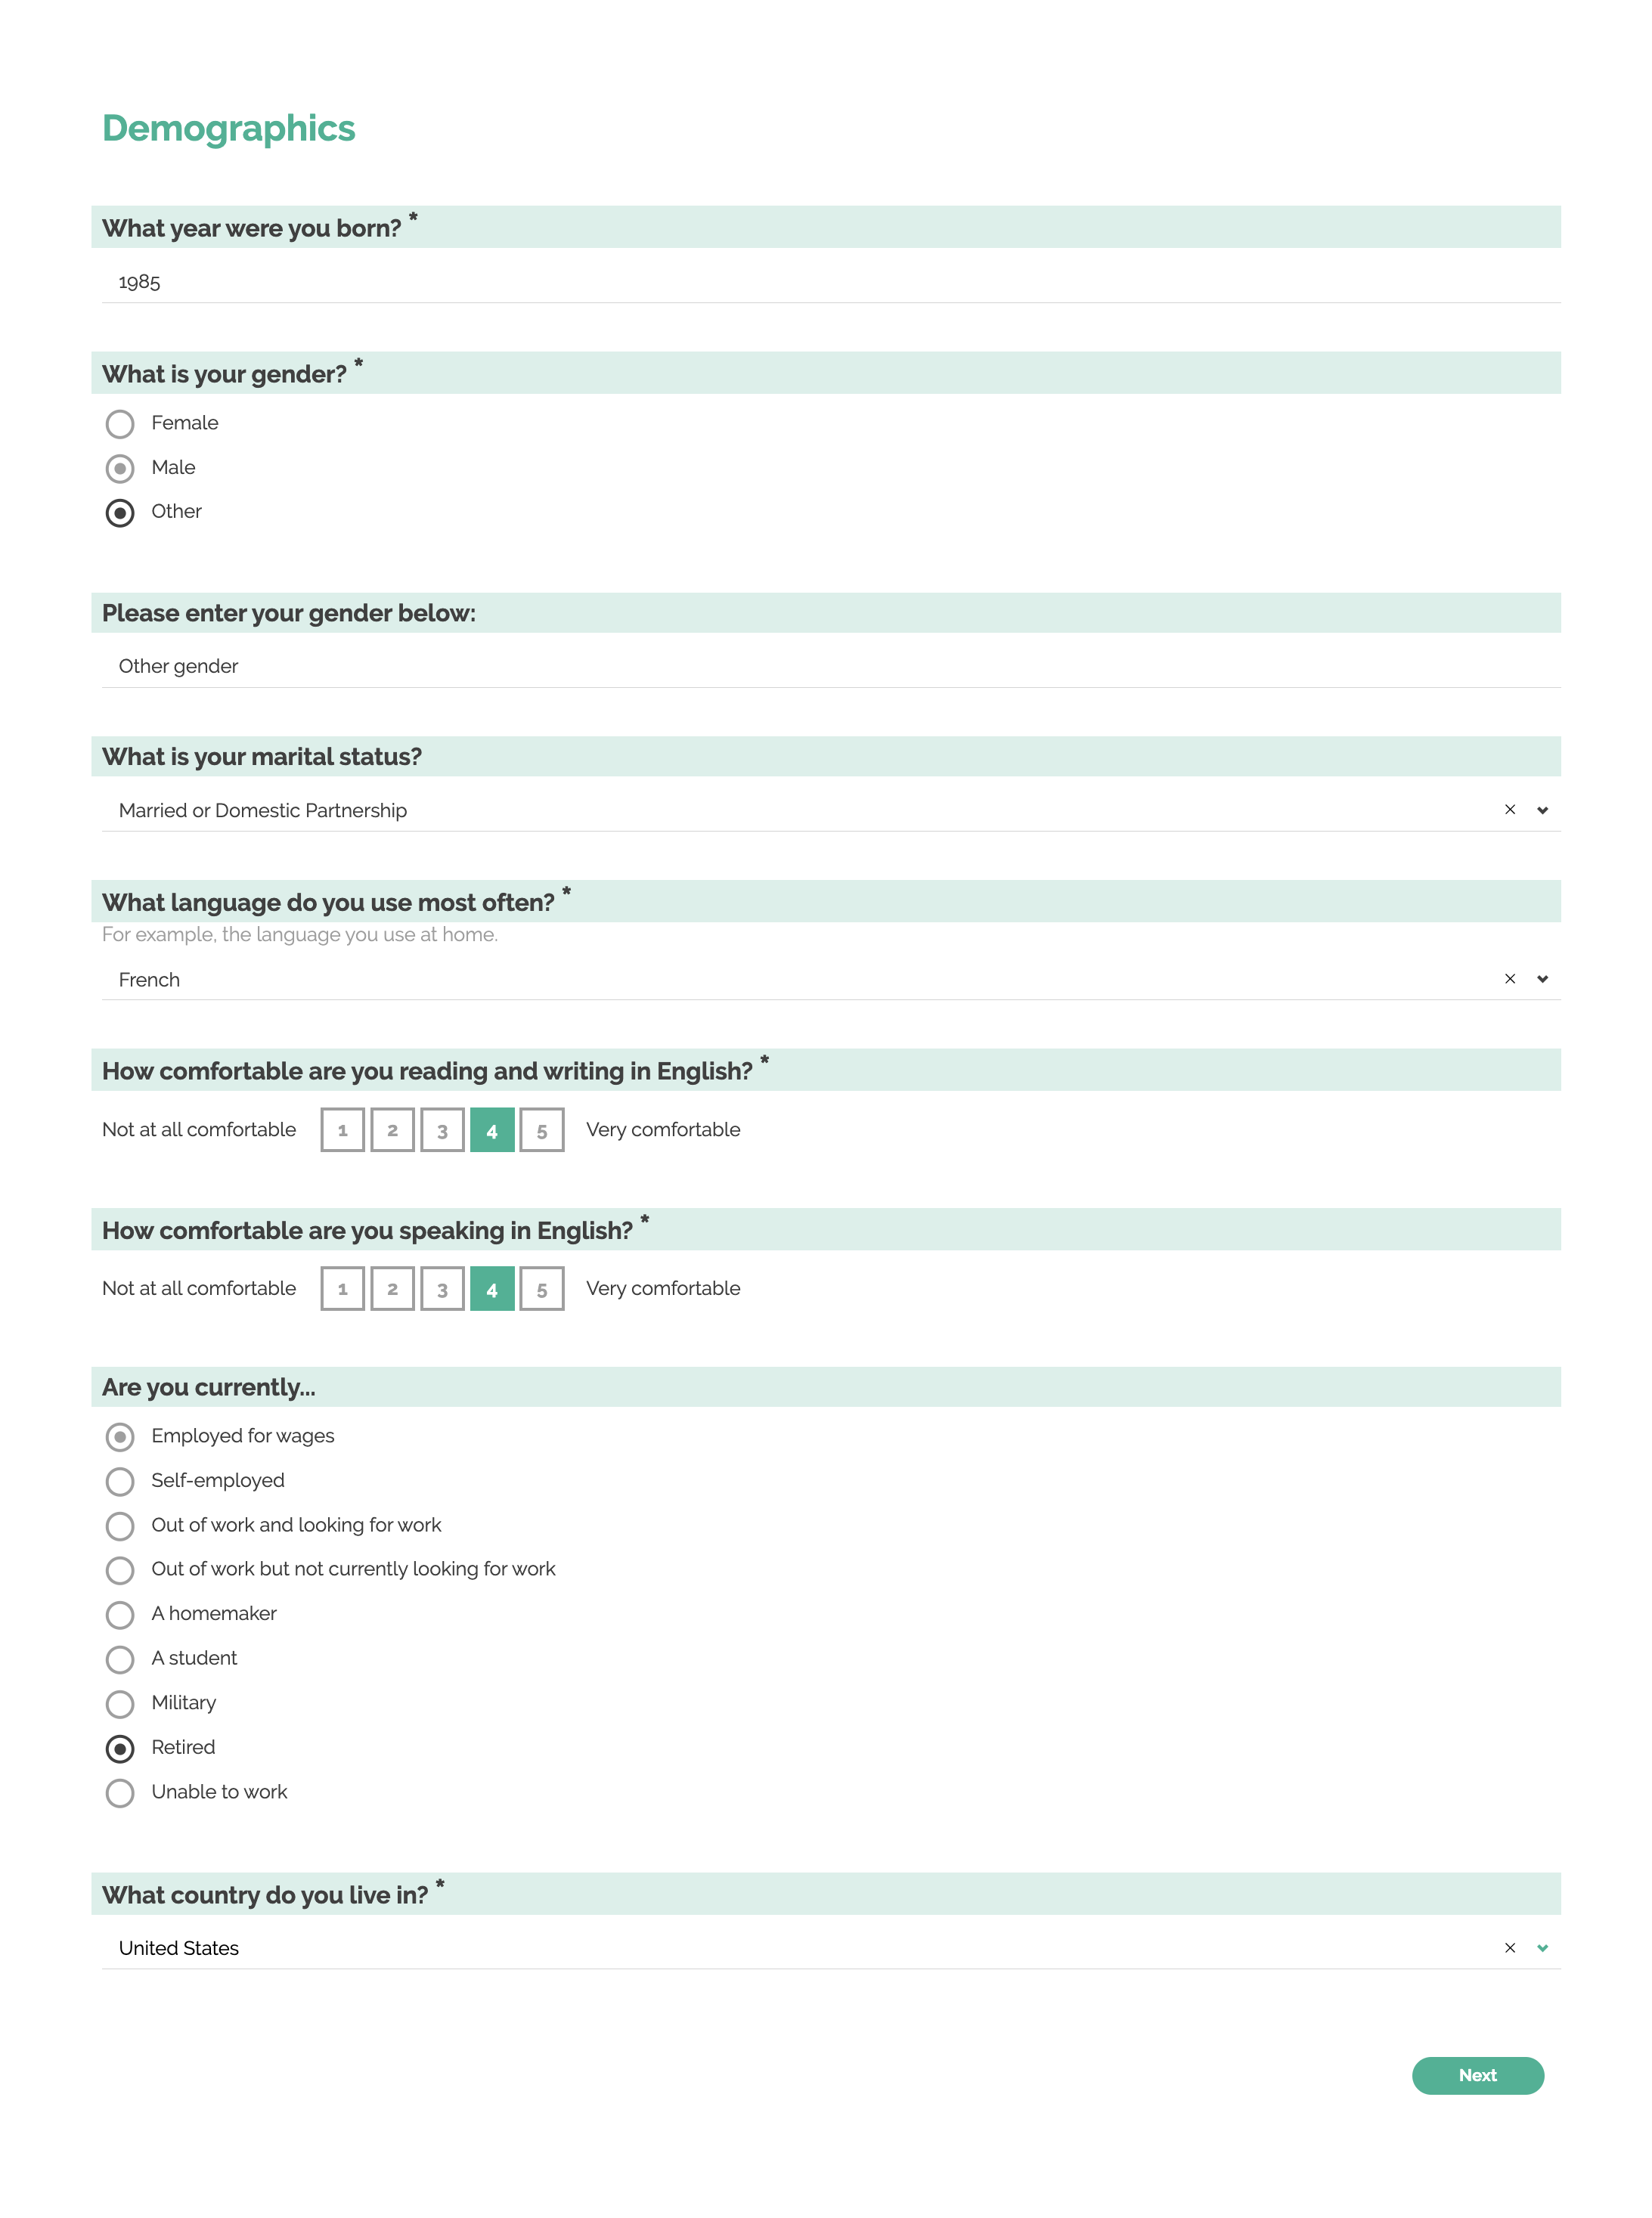 Demographics
What year were you born? *
1985
What is your gender? *
Female
Male
Other
Please enter your gender below:
Other gender
What is your marital status?
Married or Domestic Partnership
What language do you use most often? *
For example, the language you use at home.
French
How comfortable are you reading and writing in English? *
Not at all comfortable 1 2 3 4 5 Very comfortable
How comfortable are you speaking in English? *
Not at all comfortable 1 2 3 4 5 Very comfortable
Are you currently...
Employed for wages
Self-employed
Out of work and looking for work
Out of work but not currently looking for work
A homemaker
A student
Military
Retired
Unable to work
What country do you live in? *
United States
Next